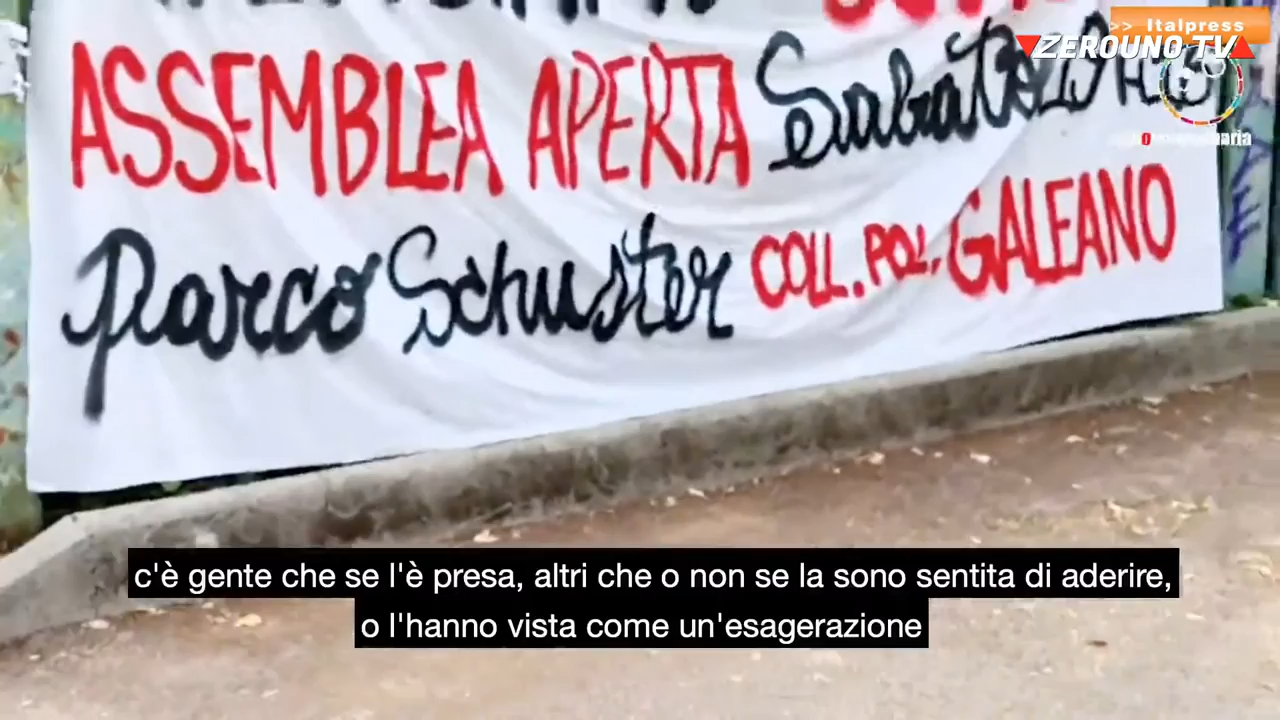 >> Italpress
ZEROUNO TV
ASSEMBLEA APERTA Sabato
Parco Schuster COLL. POL. GALEANO
c'è gente che se l'è presa, altri che o non se la sono sentita di aderire,
o l'hanno vista come un'esagerazione